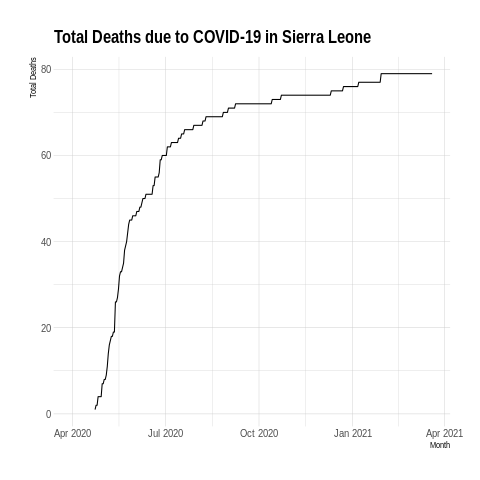 Total Deaths due to COVID-19 in Sierra Leone
Total Deaths
80
60
40
20
0
Apr 2020 Jul 2020 Oct 2020 Jan 2021 Apr 2021
Month